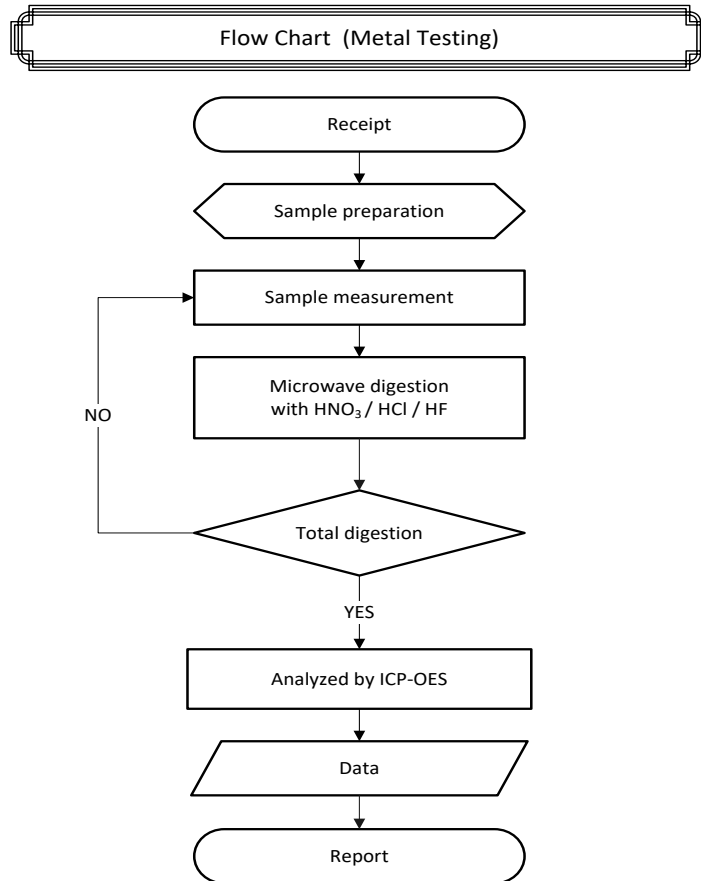 Flow Chart (Metal Testing)
Receipt
Sample preparation
Sample measurement
Microwave digestion
with HNO₃ / HCl / HF
NO
Total digestion
YES
Analyzed by ICP-OES
Data
Report